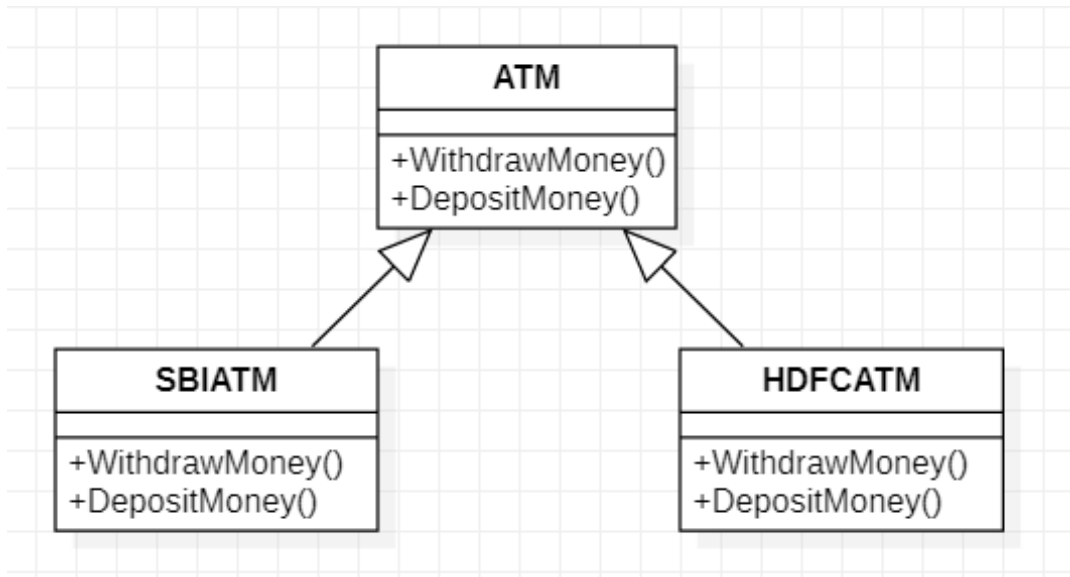 ATM
+WithdrawMoney()
+DepositMoney()
SBIATM
+WithdrawMoney()
+DepositMoney()
HDFCATM
+WithdrawMoney()
+DepositMoney()